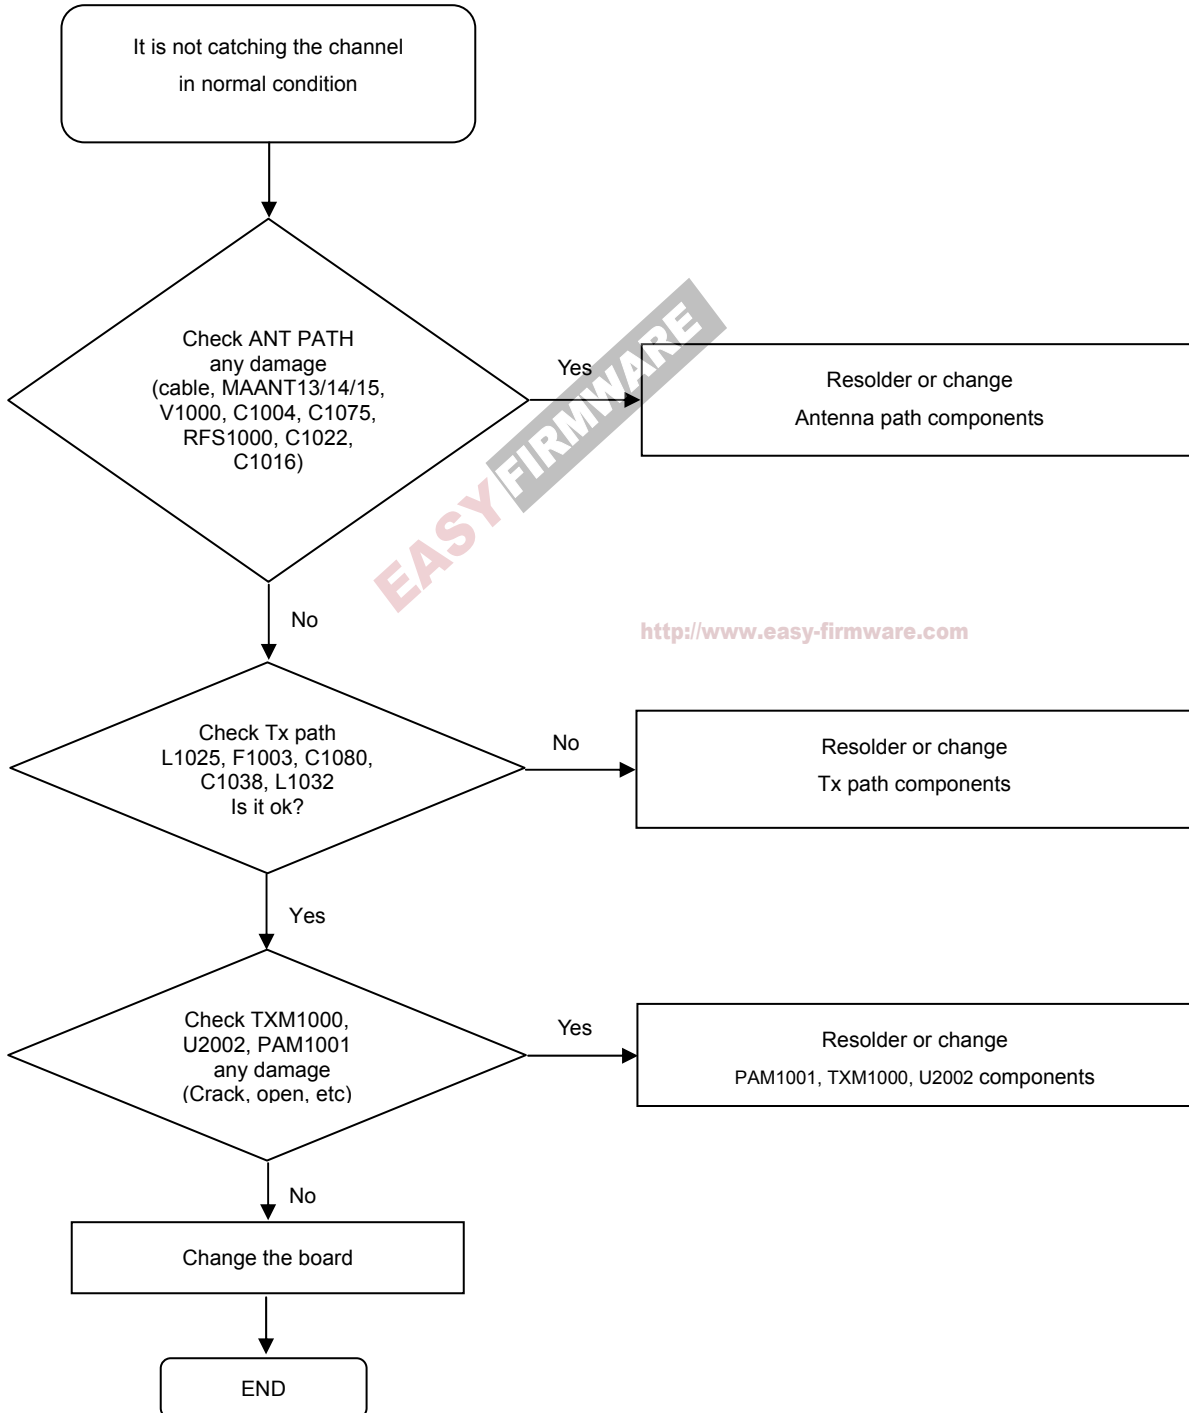 It is not catching the channel
in normal condition
Check ANT PATH
any damage
(cable, MAANT13/14/15,
V1000, C1004, C1075,
RFS1000, C1022,
C1016)
Yes
Resolder or change
Antenna path components
EASY FIRMWARE
No
http://www.easy-firmware.com
Check Tx path
L1025, F1003, C1080,
C1038, L1032
Is it ok?
No
Resolder or change
Tx path components
Yes
Check TXM1000,
U2002, PAM1001
any damage
(Crack, open, etc)
Yes
Resolder or change
PAM1001, TXM1000, U2002 components
No
Change the board
END